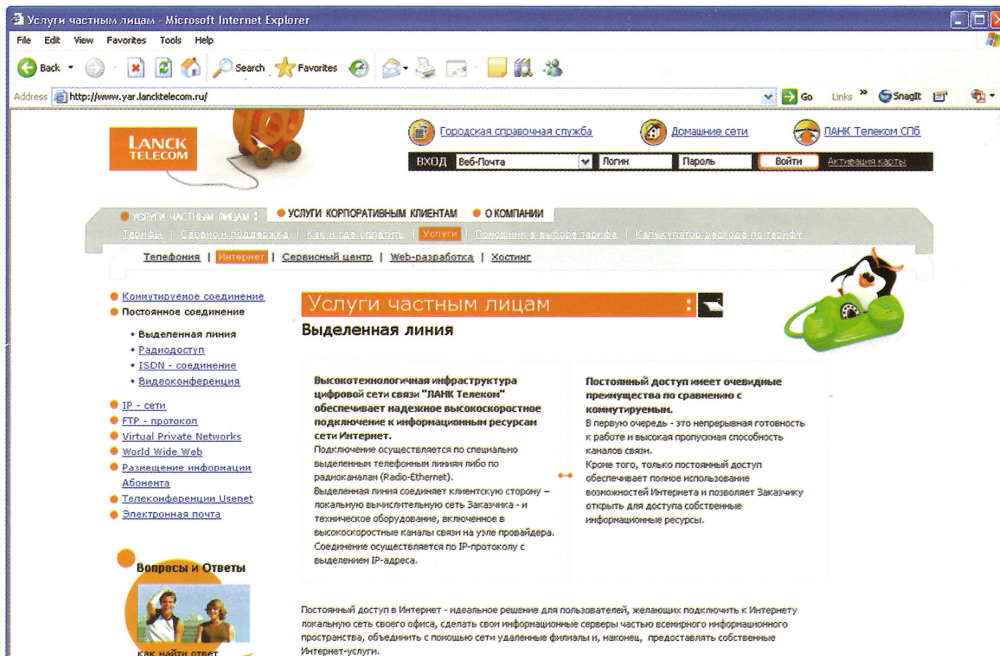 Услуги частным лицам - Microsoft Internet Explorer
File Edit View Favorites Tools Help
Back Search Favorites
Address http://www.yar.lancktelecom.ru/ Go Links » SnagIt
LANCK TELECOM
Городская справочная служба Домашние сети ЛАНК Телеком СПб
ВХОД Веб-Почта Логин Пароль Войти Активация карты
УСЛУГИ ЧАСТНЫМ ЛИЦАМ : УСЛУГИ КОРПОРАТИВНЫМ КЛИЕНТАМ О КОМПАНИИ
Тарифы | Сервис и поддержка | Как и где оплатить | Услуги | Помощник в выборе тарифа | Калькулятор расхода по тарифу
Телефония | Интернет | Сервисный центр | Web-разработка | Хостинг
Коммутируемое соединение
Постоянное соединение
• Выделенная линия
• Радиодоступ
• ISDN - соединение
• Видеоконференция
IP - сети
FTP - протокол
Virtual Private Networks
World Wide Web
Размещение информации
Абонента
Телеконференции Usenet
Электронная почта
Вопросы и Ответы
как найти ответ
Услуги частным лицам :
Выделенная линия
Высокотехнологичная инфраструктура
цифровой сети связи "ЛАНК Телеком"
обеспечивает надежное высокоскоростное
подключение к информационным ресурсам
сети Интернет.
Подключение осуществляется по специально
выделенным телефонным линиям либо по
радиоканалам (Radio-Ethernet).
Выделенная линия соединяет клиентскую сторону –
локальную вычислительную сеть Заказчика - и
техническое оборудование, включенное в
высокоскоростные каналы связи на узле провайдера.
Соединение осуществляется по IP-протоколу с
выделением IP-адреса.
Постоянный доступ имеет очевидные
преимущества по сравнению с
коммутируемым.
В первую очередь - это непрерывная готовность
к работе и высокая пропускная способность
каналов связи.
Кроме того, только постоянный доступ
обеспечивает полное использование
возможностей Интернета и позволяет Заказчику
открыть для доступа собственные
информационные ресурсы.
Постоянный доступ в Интернет - идеальное решение для пользователей, желающих подключить к Интернету
локальную сеть своего офиса, сделать свои информационные серверы частью всемирного информационного
пространства, объединить с помощью сети удаленные филиалы и, наконец, предоставлять собственные
Интернет-услуги.